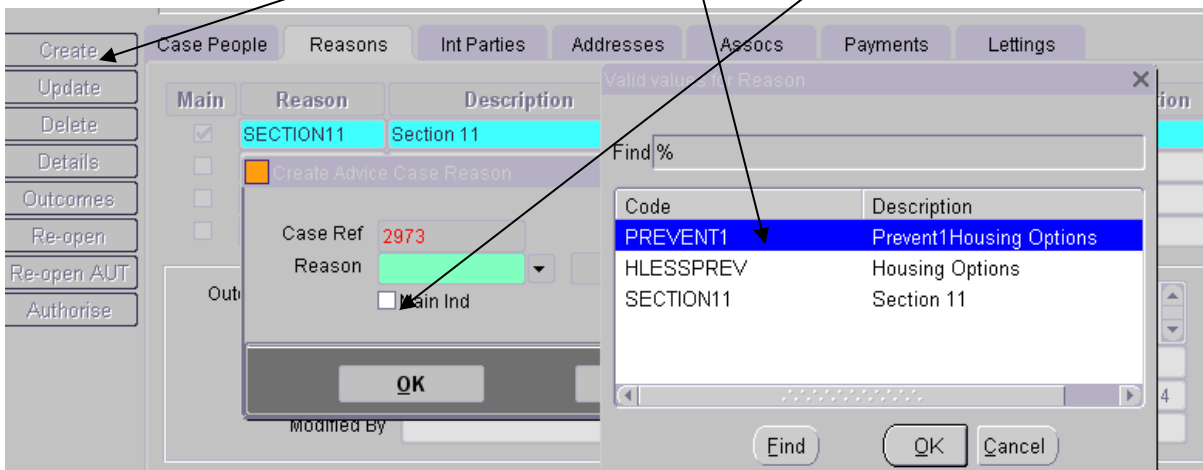 Create
Update
Delete
Details
Outcomes
Re-open
Re-open AUT
Authorise
Case People Reasons Int Parties Addresses Assocs Payments Lettings
Main Reason Description
SECTION11 Section 11
Create Advice Case Reason
Case Ref 2973
Reason
Main Ind
OK
Modified By
Valid values for Reason
Find %
Code Description
PREVENT1 Prevent1Housing Options
HLESSPREV Housing Options
SECTION11 Section 11
Find OK Cancel
tion
4